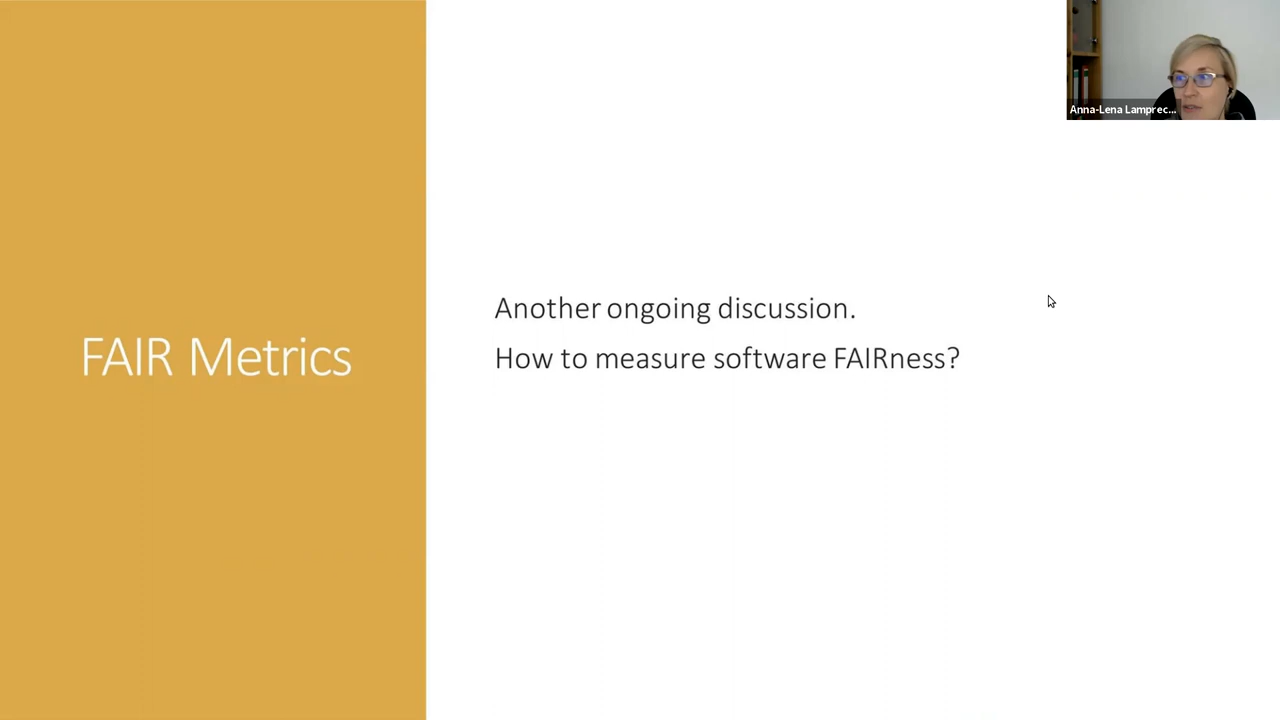 Anna-Lena Lamprec...
Another ongoing discussion.
How to measure software FAIRness?
FAIR Metrics